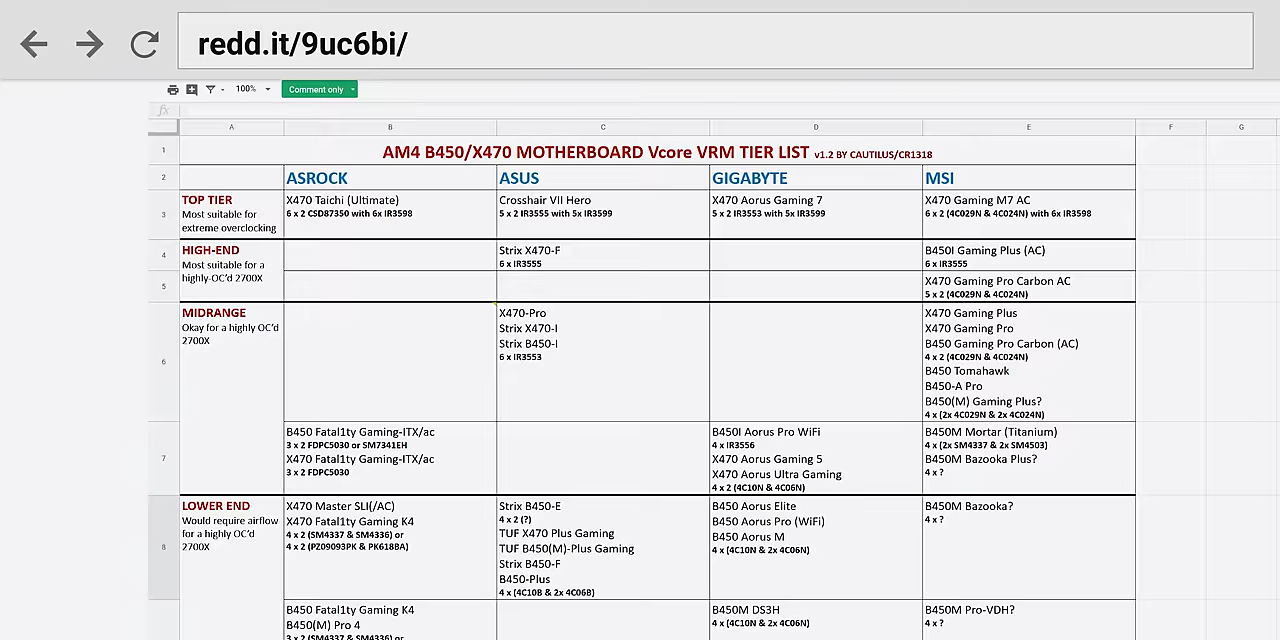 redd.it/9uc6bi/
100%
Comment only
fx
A B C D E F G
1 AM4 B450/X470 MOTHERBOARD Vcore VRM TIER LIST v1.2 BY CAUTILUS/CR1318
2 ASROCK ASUS GIGABYTE MSI
3
TOP TIER
Most suitable for
extreme overclocking
X470 Taichi (Ultimate)
6 x 2 CSD87350 with 6x IR3598
Crosshair VII Hero
5 x 2 IR3555 with 5x IR3599
X470 Aorus Gaming 7
5 x 2 IR3553 with 5x IR3599
X470 Gaming M7 AC
6 x 2 (4C029N & 4C024N) with 6x IR3598
4
HIGH-END
Most suitable for a
highly-OC'd 2700X
Strix X470-F
6 x IR3555
B450I Gaming Plus (AC)
6 x IR3555
5
X470 Gaming Pro Carbon AC
5 x 2 (4C029N & 4C024N)
6
MIDRANGE
Okay for a highly OC'd
2700X
X470-Pro
Strix X470-I
Strix B450-I
6 x IR3553
X470 Gaming Plus
X470 Gaming Pro
B450 Gaming Pro Carbon (AC)
4 x 2 (4C029N & 4C024N)
B450 Tomahawk
B450-A Pro
B450(M) Gaming Plus?
4 x (2x 4C029N & 2x 4C024N)
7
B450 Fatal1ty Gaming-ITX/ac
3 x 2 FDPC5030 or SM7341EH
X470 Fatal1ty Gaming-ITX/ac
3 x 2 FDPC5030
B450I Aorus Pro WiFi
4 x IR3556
X470 Aorus Gaming 5
X470 Aorus Ultra Gaming
4 x 2 (4C10N & 4C06N)
B450M Mortar (Titanium)
4 x (2x SM4337 & 2x SM4503)
B450M Bazooka Plus?
4 x ?
8
LOWER END
Would require airflow
for a highly OC'd
2700X
X470 Master SLI(/AC)
X470 Fatal1ty Gaming K4
4 x 2 (SM4337 & SM4336) or
4 x 2 (PZ09093PK & PK618BA)
Strix B450-E
4 x 2 (?)
TUF X470 Plus Gaming
TUF B450(M)-Plus Gaming
Strix B450-F
B450-Plus
4 x (4C10B & 2x 4C06B)
B450 Aorus Elite
B450 Aorus Pro (WiFi)
B450 Aorus M
4 x (4C10N & 2x 4C06N)
B450M Bazooka?
4 x ?
B450 Fatal1ty Gaming K4
B450(M) Pro 4
3 x 2 (SM4337 & SM4336) or
B450M DS3H
4 x (4C10N & 2x 4C06N)
B450M Pro-VDH?
4 x ?